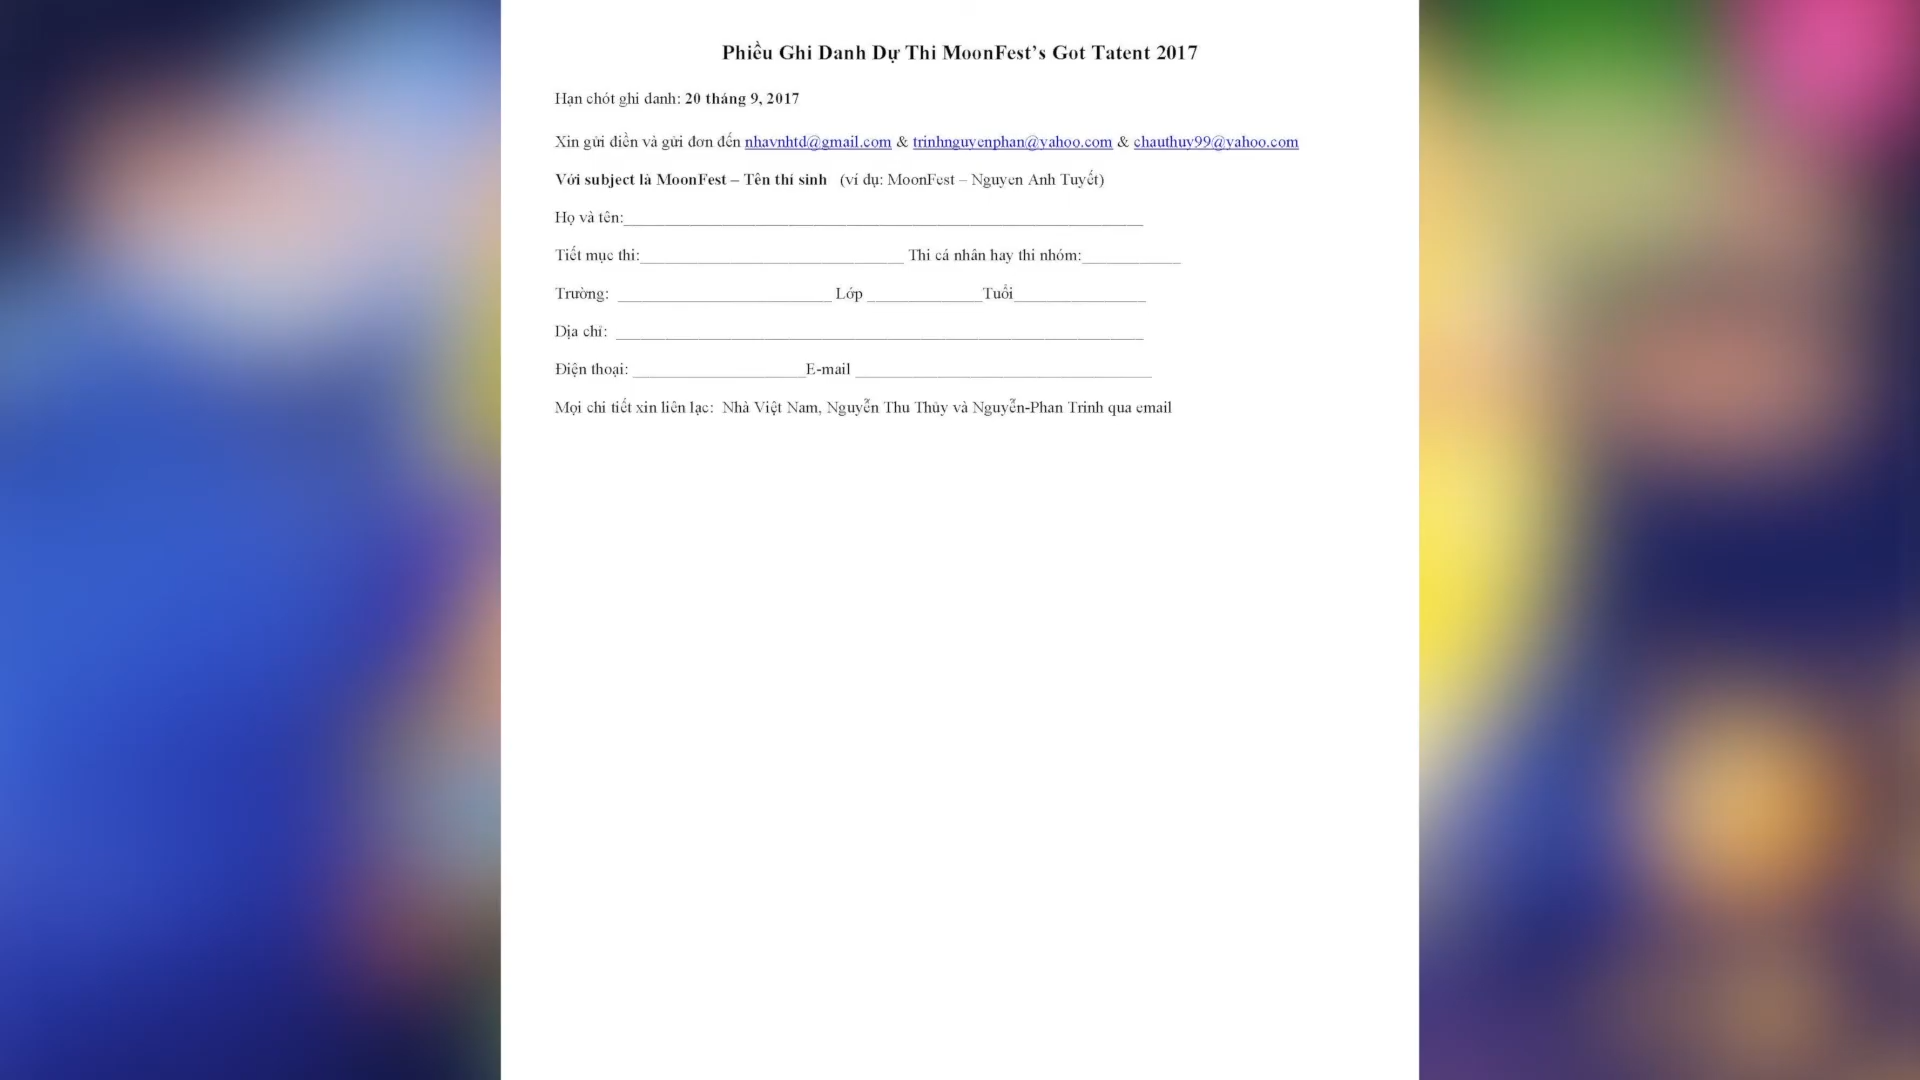 Phiều Ghi Danh Dự Thi MoonFest’s Got Tatent 2017
Hạn chót ghi danh: 20 tháng 9, 2017
Xin gửi điền và gửi đơn đến nhavnhtd@gmail.com & trinhnguyenphan@yahoo.com & chauthuy99@yahoo.com
Với subject là MoonFest – Tên thí sinh (ví dụ: MoonFest – Nguyen Anh Tuyết)
Họ và tên:
Tiết mục thi: Thi cá nhân hay thi nhóm:
Trường: Lớp Tuổi
Địa chỉ:
Điện thoại: E-mail
Mọi chi tiết xin liên lạc: Nhà Việt Nam, Nguyễn Thu Thủy và Nguyễn-Phan Trinh qua email